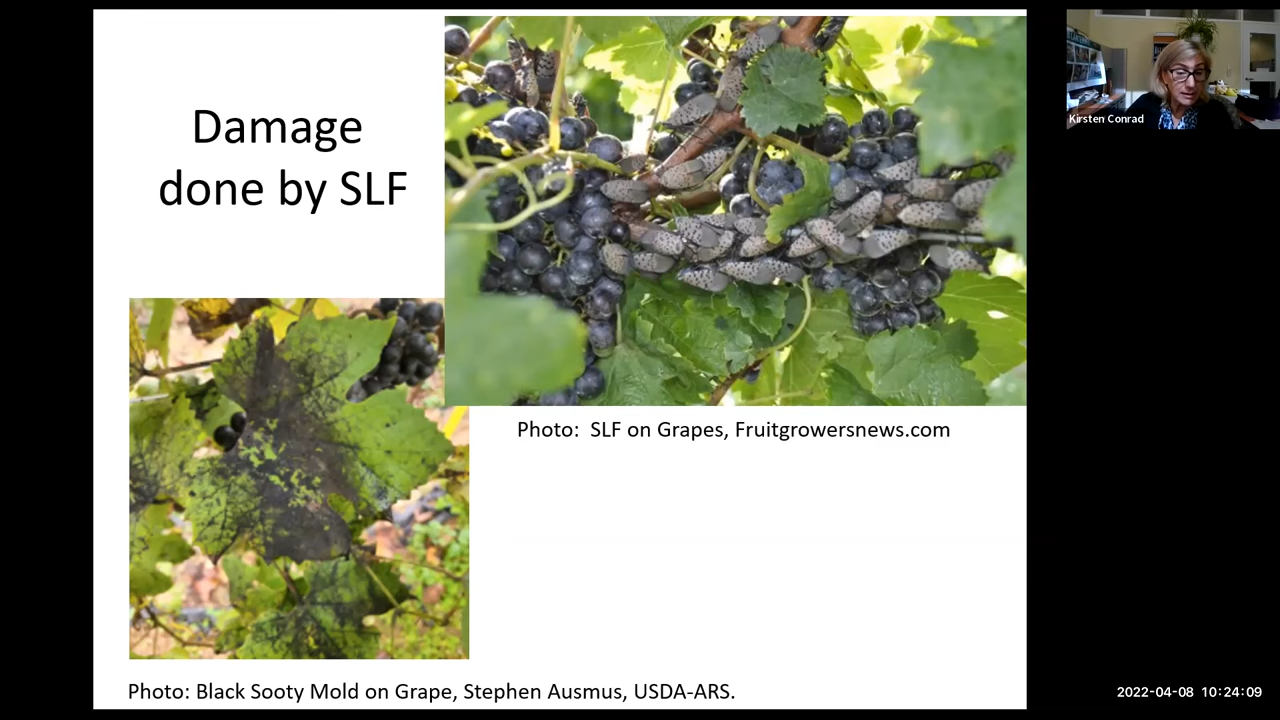 Damage
done by SLF
Kirsten Conrad
Photo:  SLF on Grapes, Fruitgrowersnews.com
Photo: Black Sooty Mold on Grape, Stephen Ausmus, USDA-ARS.
2022-04-08 10:24:09